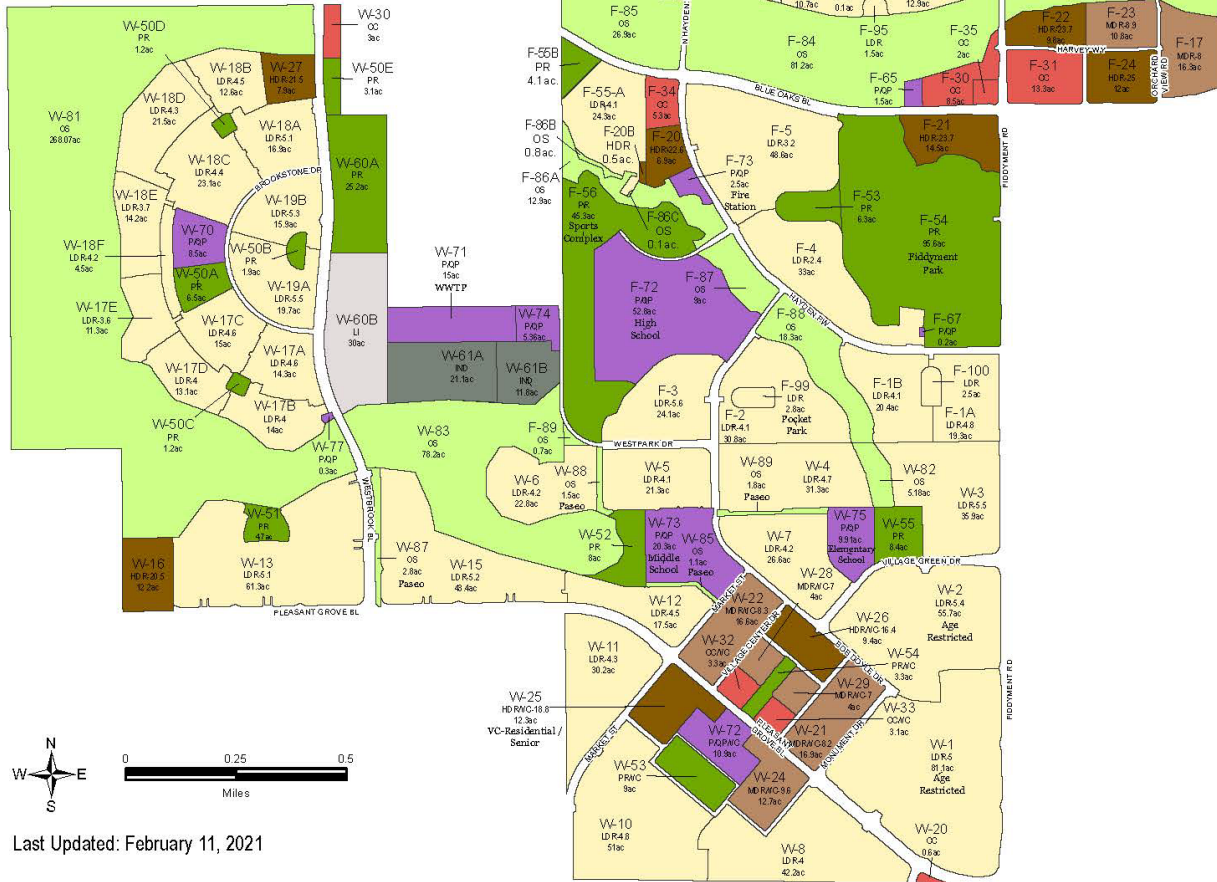 W-50D
PR
1.2ac
W-18B
LDR-4.5
12.6ac
W-27
HDR-21.5
7.9ac
W-30
CC
3ac
W-50E
PR
3.1ac
W-18D
LDR-4.3
21.5ac
W-81
OS
268.07ac
W-18A
LDR-5.1
16.9ac
W-60A
PR
25.2ac
W-18C
LDR-4.4
23.1ac
BROOKSTONE DR
W-18E
LDR-3.7
14.2ac
W-19B
LDR-5.3
15.9ac
W-70
P/QP
8.5ac
W-18F
LDR-4.2
4.5ac
W-50B
PR
1.9ac
W-50A
PR
6.5ac
W-19A
LDR-5.5
19.7ac
W-17E
LDR-3.6
11.3ac
W-17C
LDR-4.6
15ac
W-60B
LI
30ac
W-17A
LDR-4.6
14.3ac
W-17D
LDR-4
13.1ac
W-17B
LDR-4
14ac
W-50C
PR
1.2ac
W-77
P/QP
0.3ac
W-71
P/QP
15ac
WWTP
W-74
P/QP
5.36ac
W-61A
IND
21.1ac
W-61B
IND
11.8ac
W-83
OS
78.2ac
WESTBROOK BL
W-51
PR
47ac
W-16
HDR-20.5
12.2ac
W-13
LDR-5.1
61.3ac
PLEASANT GROVE BL
W-87
OS
2.8ac
Paseo
W-15
LDR-5.2
48.4ac
F-85
OS
26.9ac
N HAYDEN
10.7ac
0.1ac
12.9ac
F-95
LDR
1.5ac
F-84
OS
81.2ac
F-35
CC
2ac
F-22
HDR-23.7
9.8ac
F-23
MDR-8.9
10.8ac
F-17
MDR-8
16.3ac
HARVEY WY
F-31
CC
13.3ac
F-24
HDR-25
12ac
ORCHARD
VIEW RD
F-65
P/QP
1.5ac
F-30
CC
8.5ac
BLUE OAKS BL
F-55B
PR
4.1ac.
F-55-A
LDR-4.1
24.3ac
F-34
CC
5.3ac
F-86B
OS
0.8ac.
F-20B
HDR
0.5ac.
F-20
HDR-22.6
6.9ac
F-86A
OS
12.9ac
F-73
P/QP
2.5ac
Fire
Station
F-5
LDR-3.2
48.6ac
F-21
HDR-23.7
14.5ac
PIDDYMENT RD
F-56
PR
45.3ac
Sports
Complex
F-86C
OS
0.1ac.
F-53
PR
6.3ac
F-54
PR
95.6ac
Fiddyment
Park
F-4
LDR-2.4
33ac
F-72
P/QP
52.8ac
High
School
F-87
OS
9ac
HAYDEN PW
F-88
OS
18.3ac
F-67
P/QP
0.2ac
F-3
LDR-5.6
24.1ac
F-99
LDR
2.8ac
Pocket
Park
F-1B
LDR-4.1
20.4ac
F-100
LDR
2.5ac
F-2
LDR-4.1
30.8ac
F-1A
LDR-4.8
19.3ac
F-89
OS
0.7ac
WESTPARK DR
W-6
LDR-4.2
22.8ac
W-88
OS
1.5ac
Paseo
W-5
LDR-4.1
21.3ac
W-89
OS
1.8ac
Paseo
W-4
LDR-4.7
31.3ac
W-82
OS
5.18ac
W-3
LDR-5.5
35.9ac
W-52
PR
8ac
W-73
P/QP
20.3ac
Middle
School
W-85
OS
1.1ac
Paseo
W-7
LDR-4.2
26.6ac
W-75
P/QP
9.91ac
Elementary
School
W-55
PR
8.4ac
VILLAGE GREEN DR
W-28
MDR/VC-7
4ac
W-12
LDR-4.5
17.5ac
MARKET ST
W-22
MDR/VC-8.3
16.6ac
W-2
LDR-5.4
55.7ac
Age
Restricted
W-26
HDR/VC-16.4
9.4ac
VILLAGE CENTER DR
BOB DOYLE DR
W-32
CC/VC
3.3ac
W-11
LDR-4.3
30.2ac
W-54
PR/VC
3.3ac
W-29
MDR/VC-7
4ac
W-33
CC/VC
3.1ac
W-25
HDR/VC-18.8
12.3ac
VC-Residential /
Senior
MARKET ST
W-72
P/QP/VC
10.9ac
PLEASANT
GROVE BL
W-21
MDR/VC-8.2
16.9ac
MONUMENT DR
W-1
LDR-5
81.1ac
Age
Restricted
PIDDYMENT RD
W-53
PR/VC
9ac
W-24
MDR/VC-9.6
12.7ac
W-10
LDR-4.8
51ac
W-8
LDR-4
42.2ac
W-20
CC
0.6ac
N
W E
S
0 0.25 0.5
Miles
Last Updated: February 11, 2021